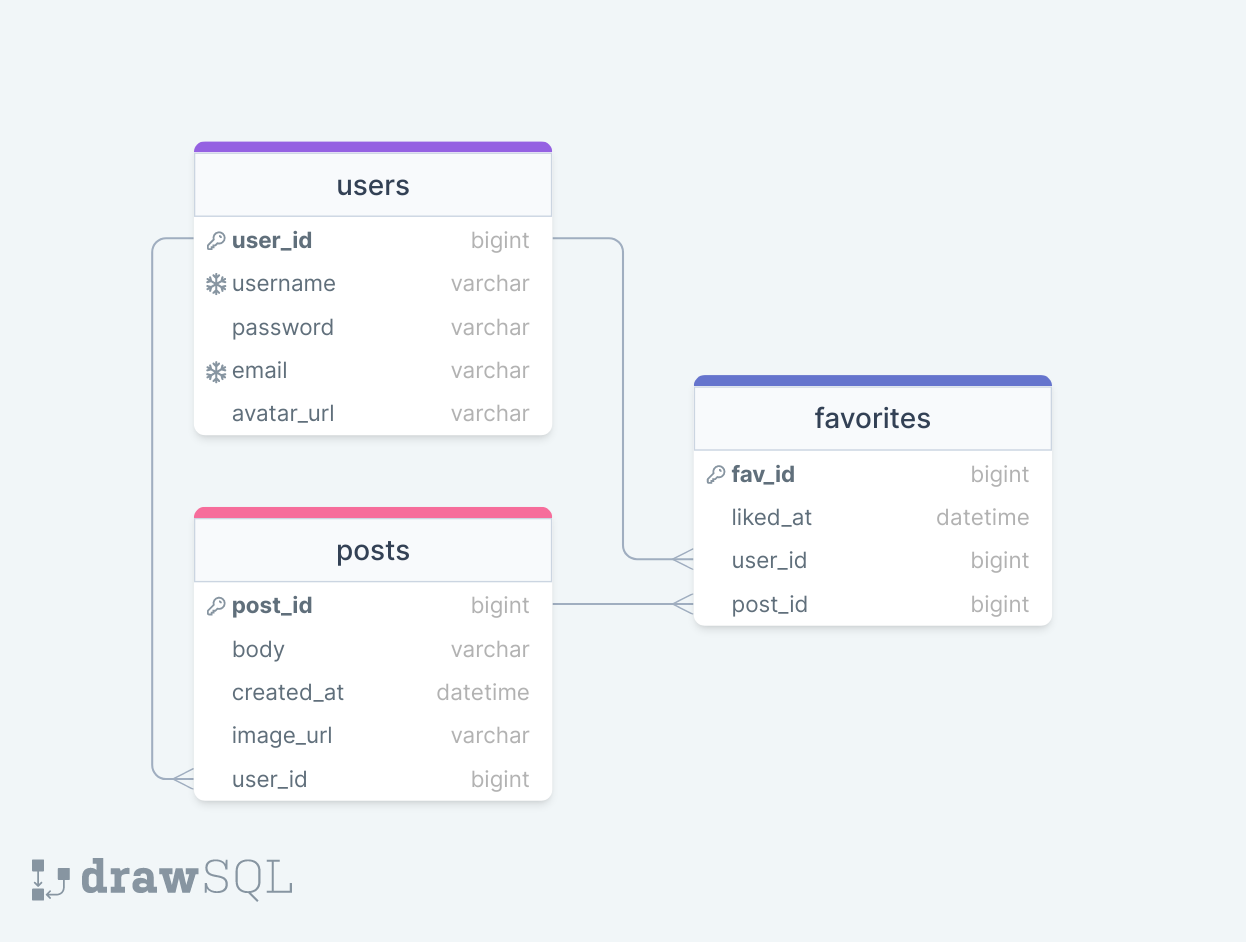 users
user_id bigint
username varchar
password varchar
email varchar
avatar_url varchar
posts
post_id bigint
body varchar
created_at datetime
image_url varchar
user_id bigint
favorites
fav_id bigint
liked_at datetime
user_id bigint
post_id bigint
drawSQL